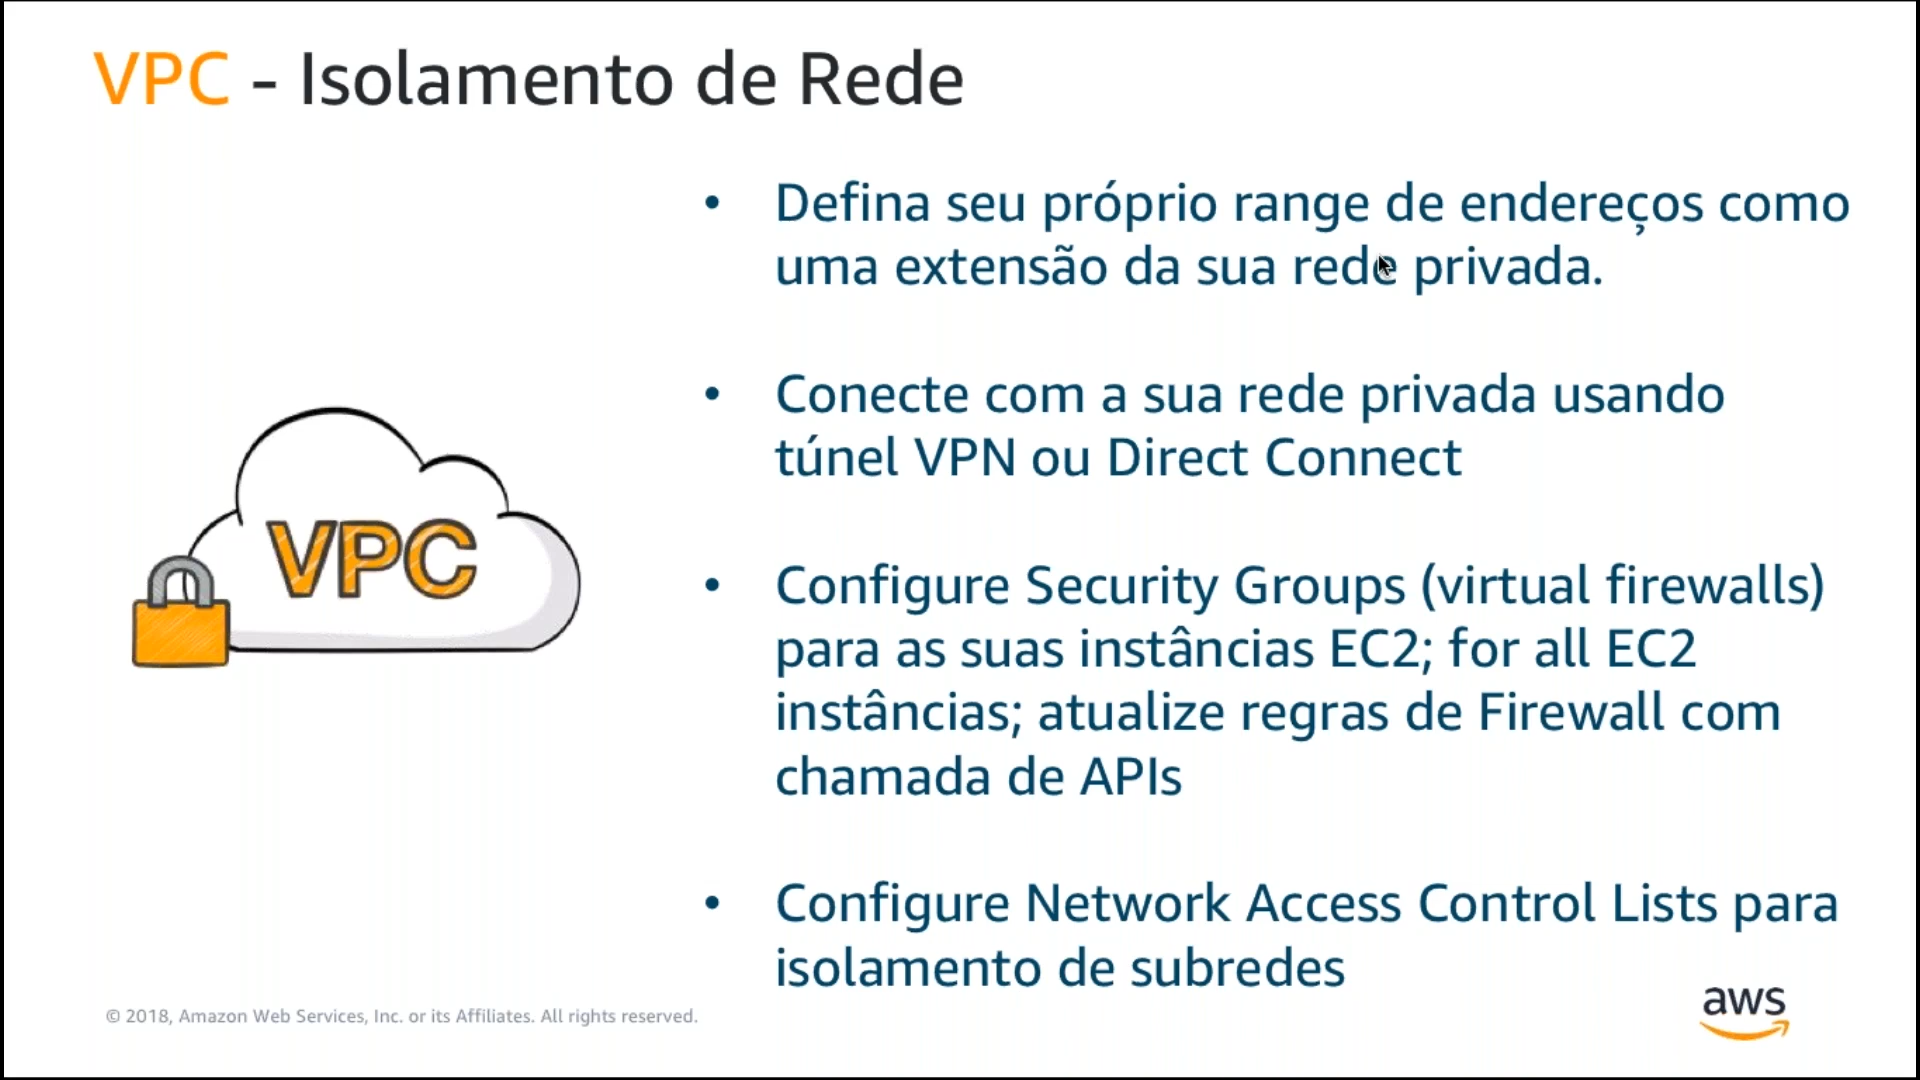 VPC - Isolamento de Rede
• Defina seu próprio range de endereços como
uma extensão da sua rede privada.
• Conecte com a sua rede privada usando
túnel VPN ou Direct Connect
VPC
• Configure Security Groups (virtual firewalls)
para as suas instâncias EC2; for all EC2
instâncias; atualize regras de Firewall com
chamada de APIs
• Configure Network Access Control Lists para
isolamento de subredes
© 2018, Amazon Web Services, Inc. or its Affiliates. All rights reserved.
aws